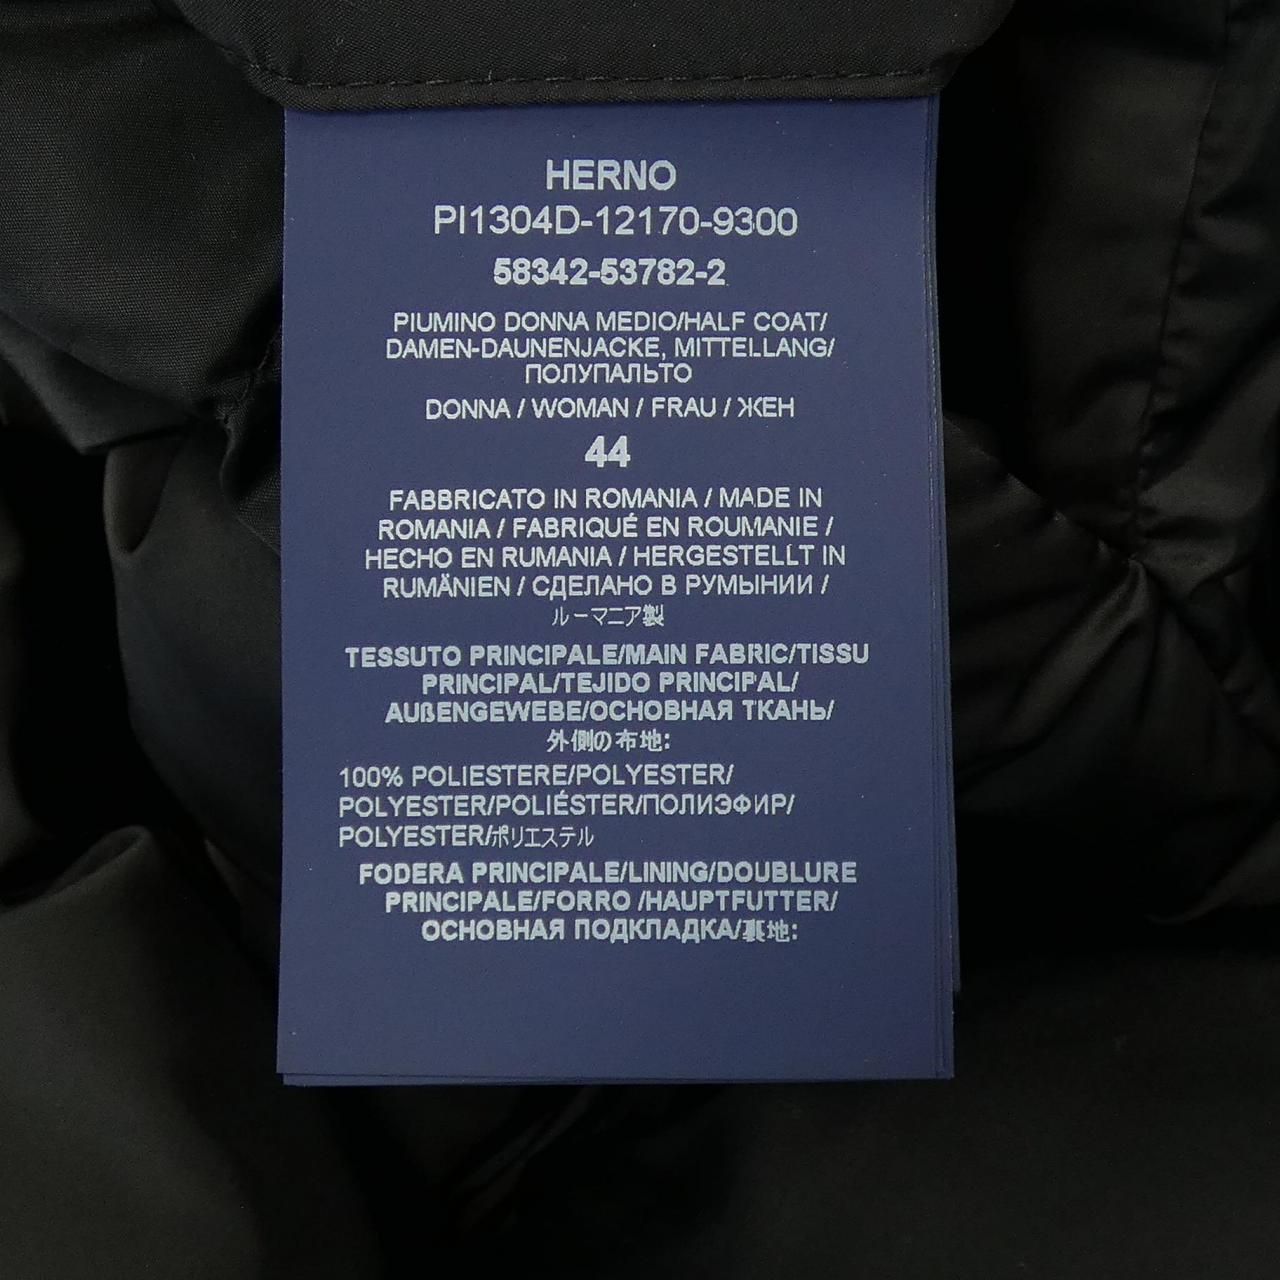 HERNO
PI1304D-12170-9300
58342-53782-2
PIUMINO DONNA MEDIO/HALF COAT/
DAMEN-DAUNENJACKE, MITTELLANG/
ПОЛУПАЛЬТО
DONNA / WOMAN / FRAU / ЖЕН
44
FABBRICATO IN ROMANIA / MADE IN
ROMANIA / FABRIQUÉ EN ROUMANIE /
HECHO EN RUMANIA / HERGESTELLT IN
RUMÄNIEN / СДЕЛАНО В РУМЫНИИ /
ルーマニア製
TESSUTO PRINCIPALE/MAIN FABRIC/TISSU
PRINCIPAL/TEJIDO PRINCIPAL/
AUßENGEWEBE/ОСНОВНАЯ ТКАНЬ/
外側の布地:
100% POLIESTERE/POLYESTER/
POLYESTER/POLIÉSTER/ПОЛИЭФИР/
POLYESTER/ポリエステル
FODERA PRINCIPALE/LINING/DOUBLURE
PRINCIPALE/FORRO /HAUPTFUTTER/
ОСНОВНАЯ ПОДКЛАДКА/裏地: